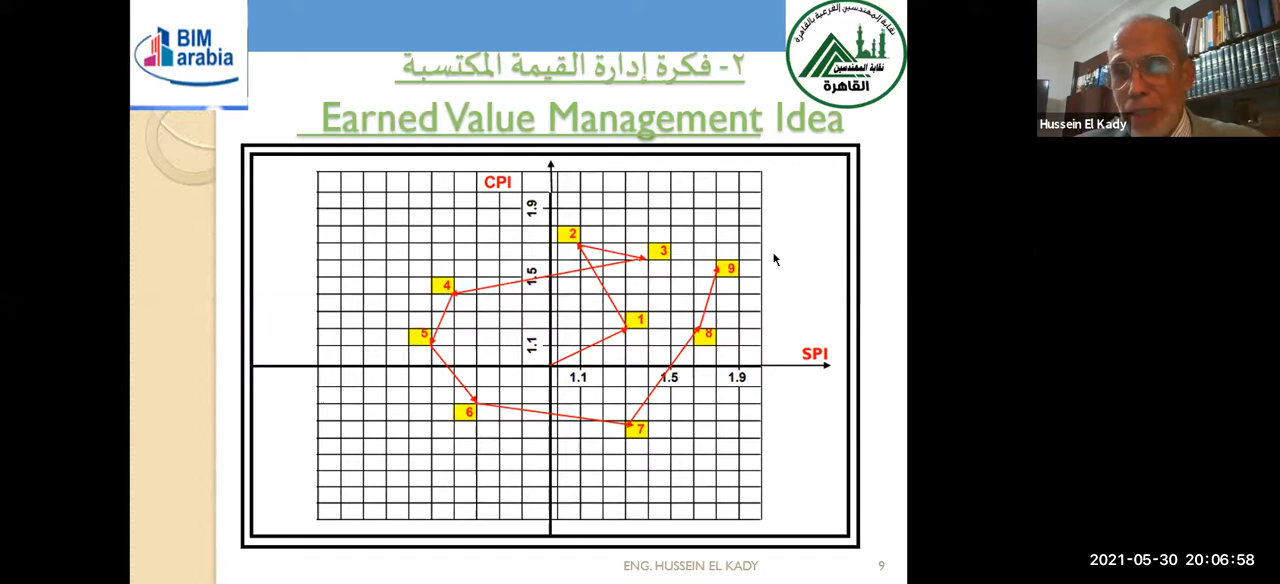 BIM
arabia
نقابة المهندسين الفرعية بالقاهرة
نقابة المهندسين
القاهرة
٢- فكرة إدارة القيمة المكتسبة
Earned Value Management Idea
Hussein El Kady
CPI
1.9
2
3
9
1.5
4
1
5
8
1.1
SPI
1.1
1.5
1.9
6
7
ENG. HUSSEIN EL KADY
9
2021-05-30 20:06:58